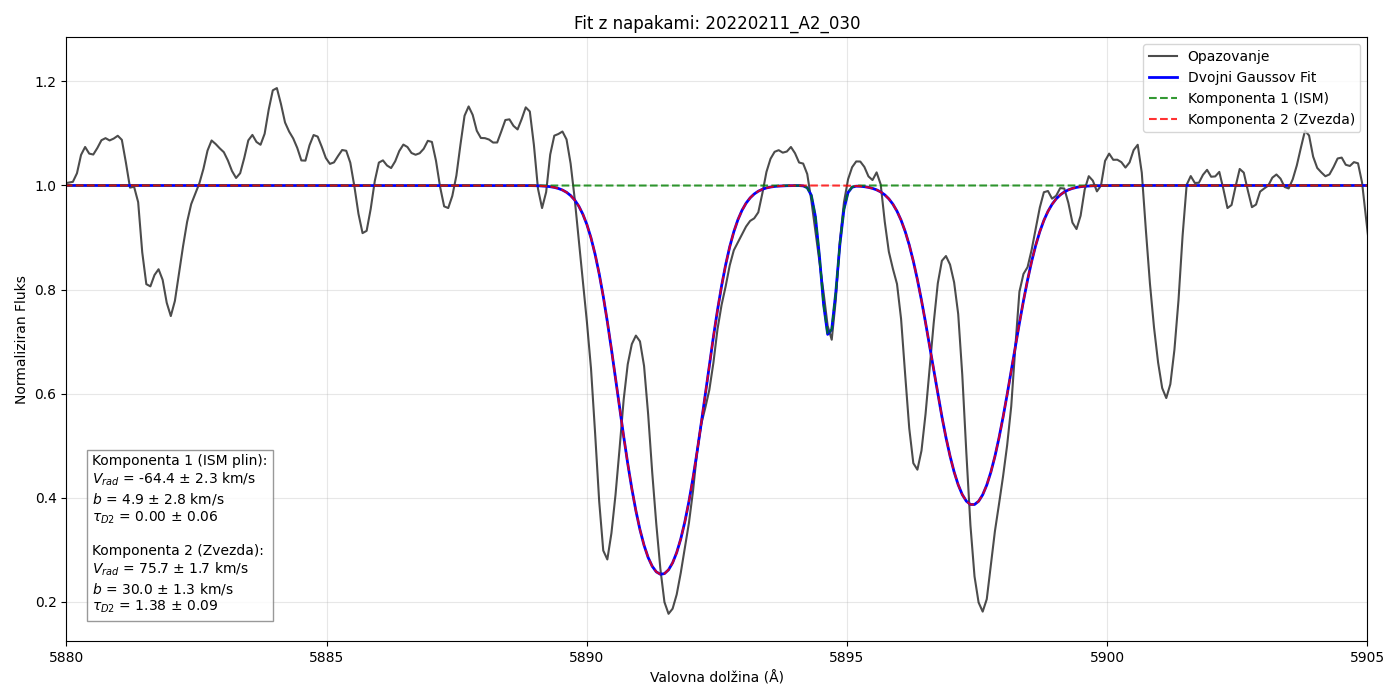 Fit z napakami: 20220211_A2_030
Opazovanje
Dvojni Gaussov Fit
Komponenta 1 (ISM)
Komponenta 2 (Zvezda)
1.2
1.0
0.8
0.6
0.4
0.2
Normaliziran Fluks
Komponenta 1 (ISM plin):
V_rad = -64.4 ± 2.3 km/s
b = 4.9 ± 2.8 km/s
τ_D2 = 0.00 ± 0.06
Komponenta 2 (Zvezda):
V_rad = 75.7 ± 1.7 km/s
b = 30.0 ± 1.3 km/s
τ_D2 = 1.38 ± 0.09
5880 5885 5890 5895 5900 5905
Valovna dolžina (Å)